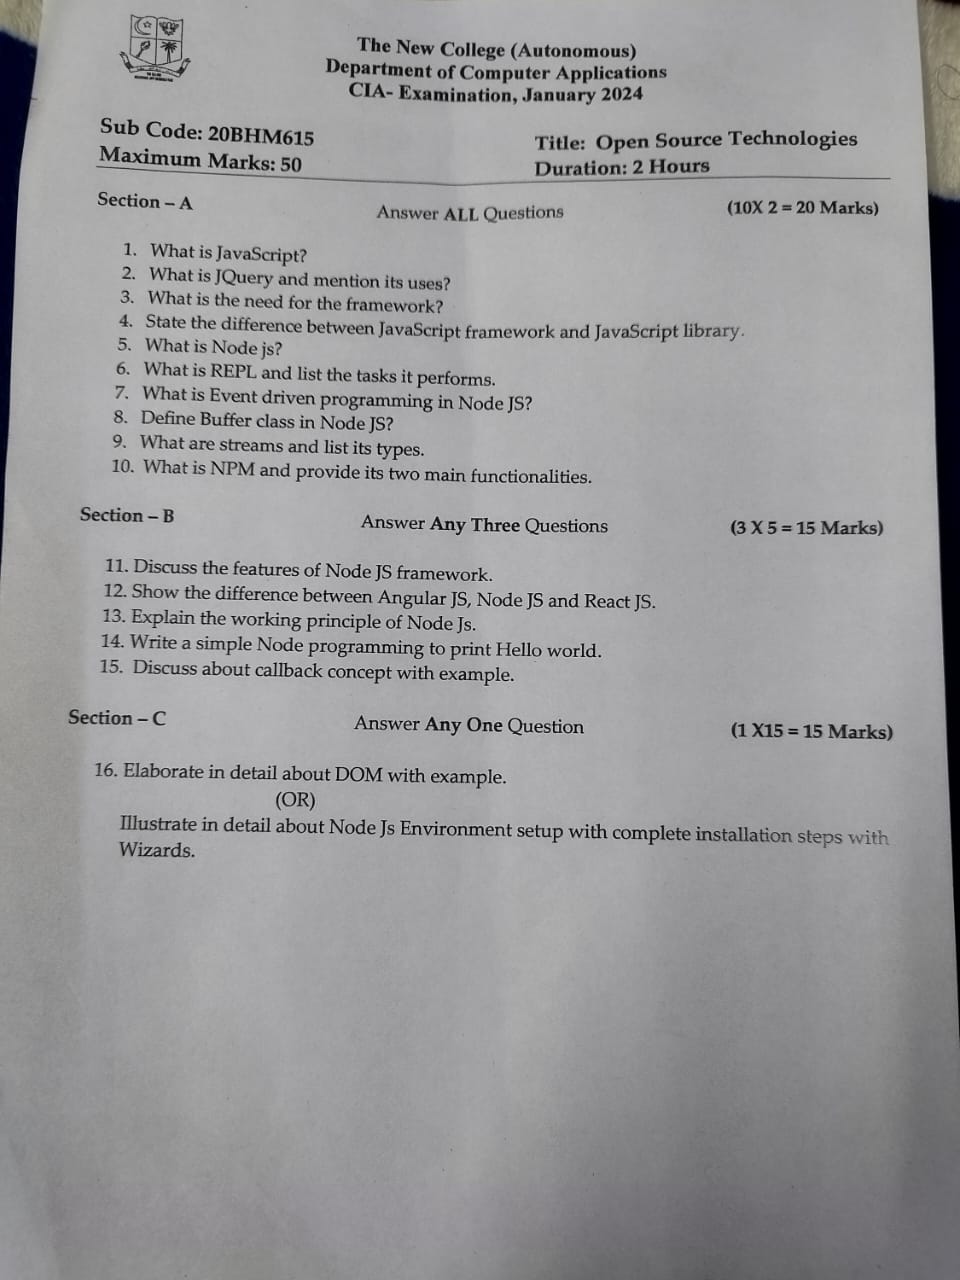 The New College (Autonomous)
Department of Computer Applications
CIA- Examination, January 2024
Sub Code: 20BHM615
Title: Open Source Technologies
Maximum Marks: 50
Duration: 2 Hours
Section – A
Answer ALL Questions
(10X 2 = 20 Marks)
1. What is JavaScript?
2. What is JQuery and mention its uses?
3. What is the need for the framework?
4. State the difference between JavaScript framework and JavaScript library.
5. What is Node js?
6. What is REPL and list the tasks it performs.
7. What is Event driven programming in Node JS?
8. Define Buffer class in Node JS?
9. What are streams and list its types.
10. What is NPM and provide its two main functionalities.
Section – B
Answer Any Three Questions
(3 X 5 = 15 Marks)
11. Discuss the features of Node JS framework.
12. Show the difference between Angular JS, Node JS and React JS.
13. Explain the working principle of Node Js.
14. Write a simple Node programming to print Hello world.
15. Discuss about callback concept with example.
Section – C
Answer Any One Question
(1 X15 = 15 Marks)
16. Elaborate in detail about DOM with example.
(OR)
Illustrate in detail about Node Js Environment setup with complete installation steps with
Wizards.